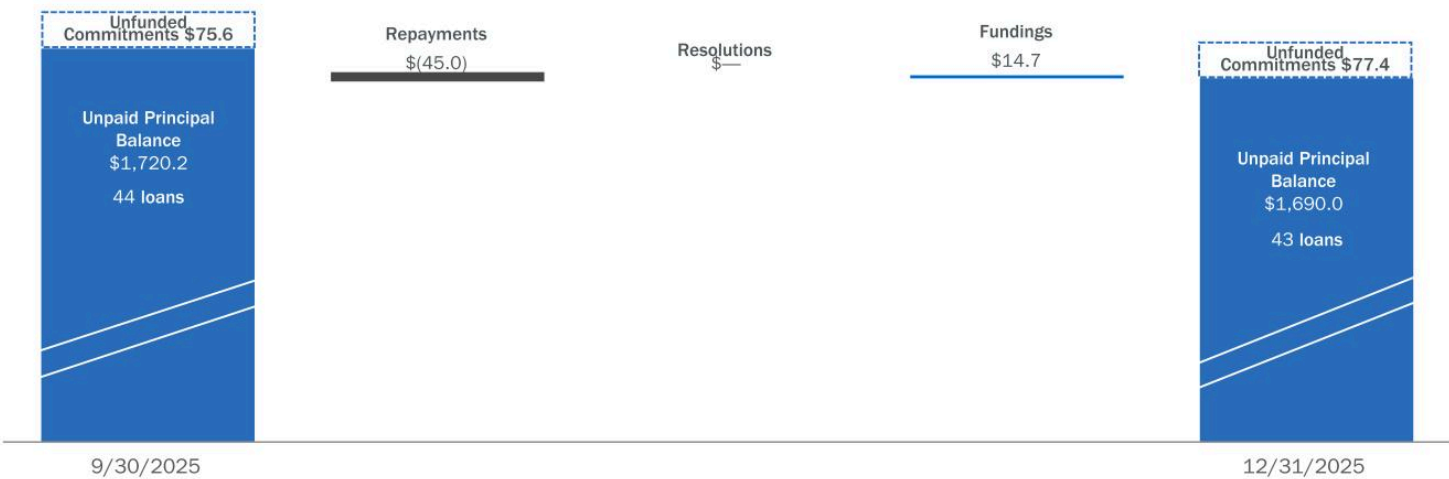 Unfunded
Commitments $75.6
Unpaid Principal
Balance
$1,720.2
44 loans
9/30/2025
Repayments
$(45.0)
Resolutions
$—
Fundings
$14.7
Unfunded
Commitments $77.4
Unpaid Principal
Balance
$1,690.0
43 loans
12/31/2025